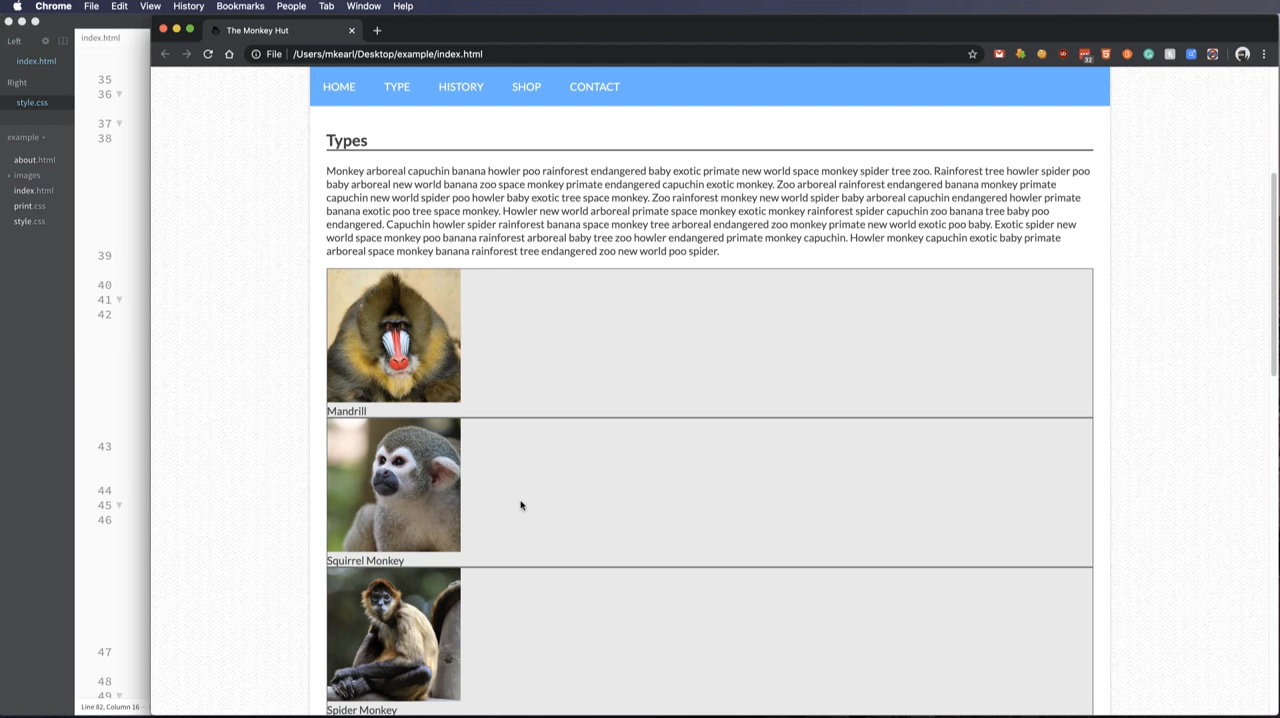 Chrome File Edit View History Bookmarks People Tab Window Help
Left
index.html
Right
style.css
example
about.html
images
index.html
print.css
style.css
index.html
35
36
37
38
39
40
41
42
43
44
45
46
47
48
49
Line 82, Column 16
The Monkey Hut
File /Users/mkearl/Desktop/example/index.html
32
HOME TYPE HISTORY SHOP CONTACT
Types
Monkey arboreal capuchin banana howler poo rainforest endangered baby exotic primate new world space monkey spider tree zoo. Rainforest tree howler spider poo
baby arboreal new world banana zoo space monkey primate endangered capuchin exotic monkey. Zoo arboreal rainforest endangered banana monkey primate
capuchin new world spider poo howler baby exotic tree space monkey. Zoo rainforest monkey new world spider baby arboreal capuchin endangered howler primate
banana exotic poo tree space monkey. Howler new world arboreal primate space monkey exotic monkey rainforest spider capuchin zoo banana tree baby poo
endangered. Capuchin howler spider rainforest banana space monkey tree arboreal endangered zoo monkey primate new world exotic poo baby. Exotic spider new
world space monkey poo banana rainforest arboreal baby tree zoo howler endangered primate monkey capuchin. Howler monkey capuchin exotic baby primate
arboreal space monkey banana rainforest tree endangered zoo new world poo spider.
Mandrill
Squirrel Monkey
Spider Monkey